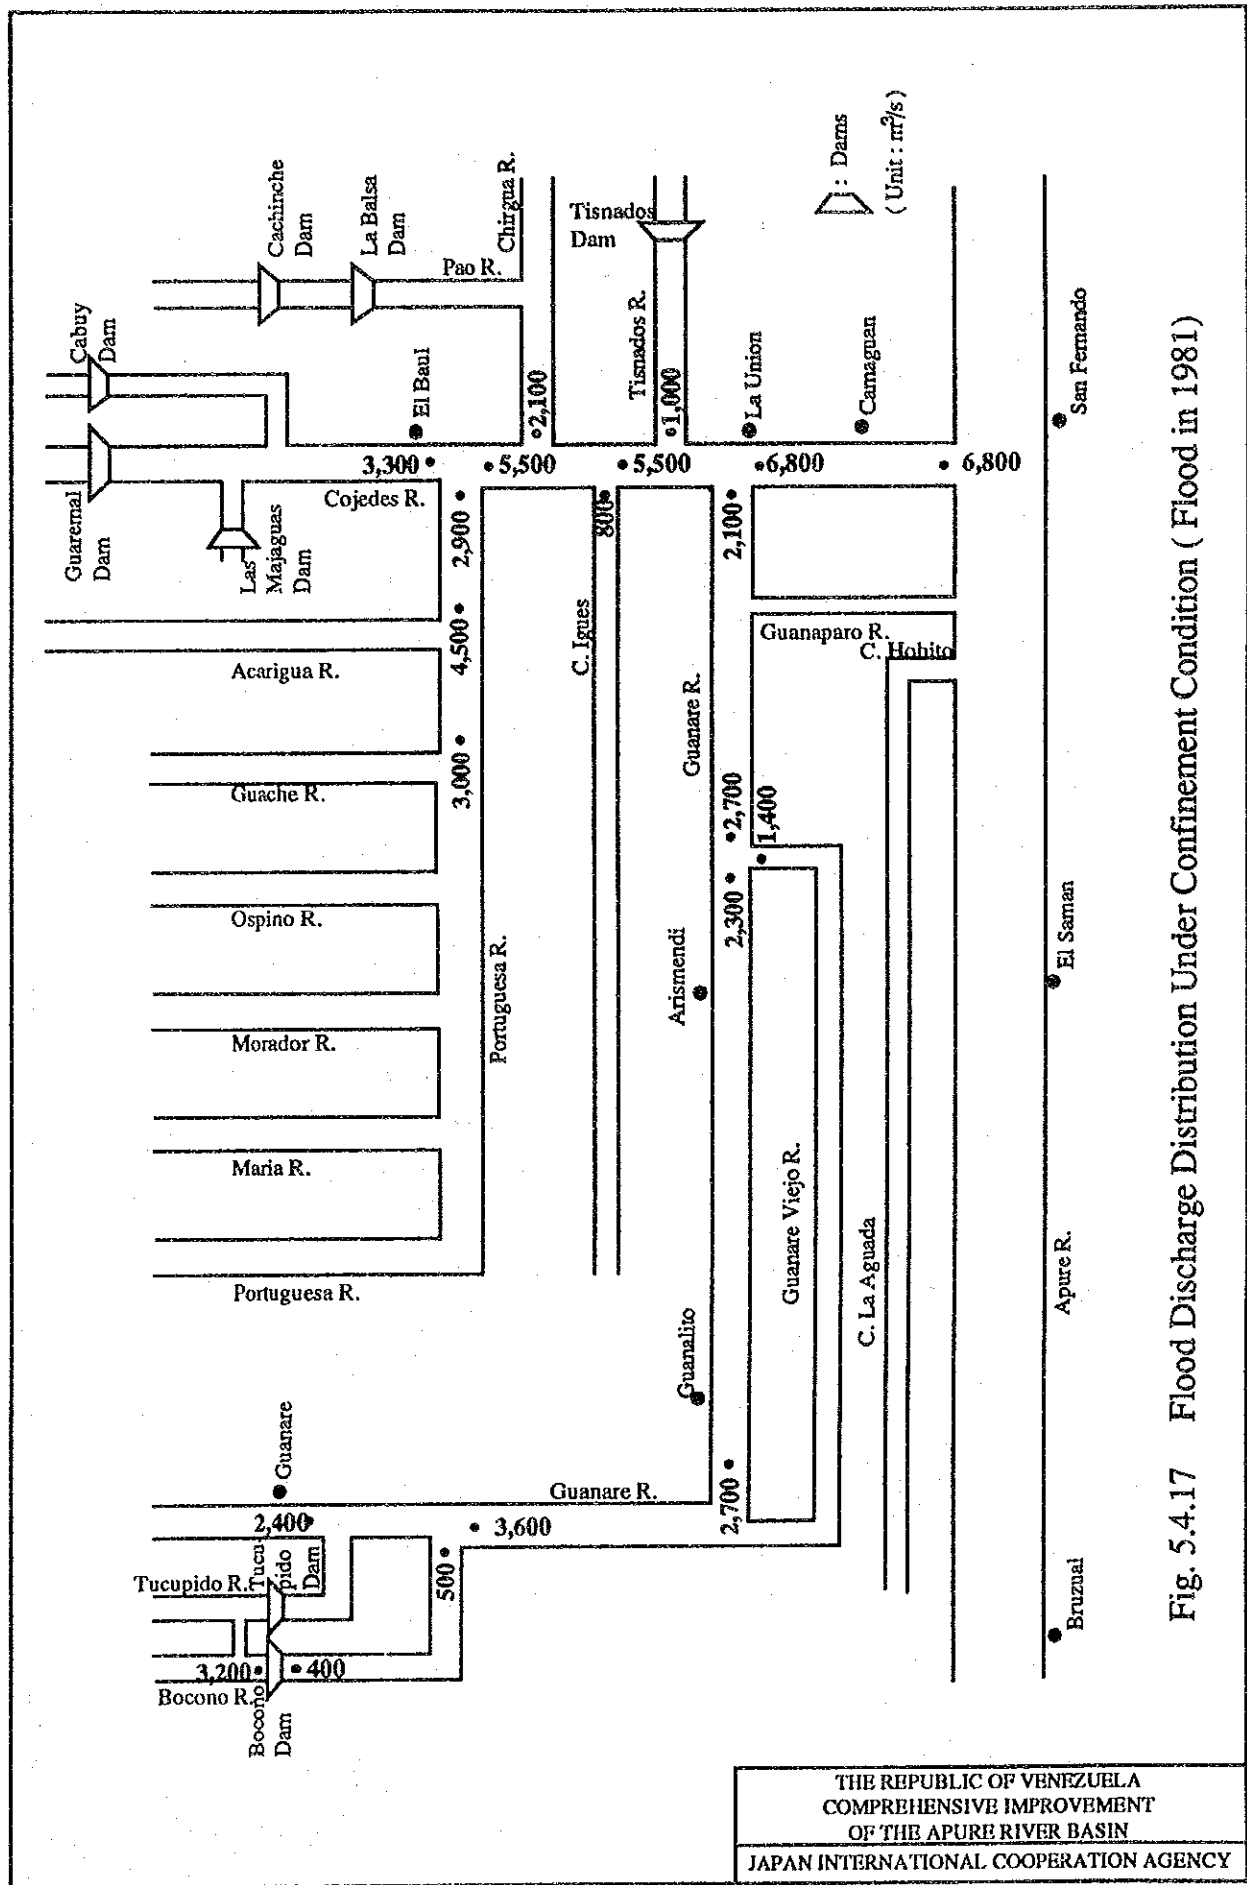 Guaremal
Dam
Cabuy
Dam
Cachinche
Dam
La Balsa
Dam
Pao R.
Chirgua R.
Las
Majaguas
Dam
Cojedes R.
3,300
El Baul
2,100
5,500
Tisnados
Dam
Tisnados R.
1,000
5,500
La Union
6,800
Camaguan
6,800
: Dams
( Unit : m³/s )
Acarigua R.
Guache R.
Ospino R.
Morador R.
Maria R.
Portuguesa R.
2,900
4,500
3,000
Portuguesa R.
C. Igues
800
Guanare R.
2,100
Guanaparo R.
C. Hohito
2,700
1,400
2,300
Arismendi
Guanare Viejo R.
C. La Aguada
Guanalito
2,700
Guanare
2,400
Guanare R.
3,600
Tucupido R.
Tucu
pido
Dam
500
3,200
400
Bocono R.
Bocono
Dam
San Fernando
El Saman
Apure R.
Bruzual
Fig. 5.4.17 Flood Discharge Distribution Under Confinement Condition ( Flood in 1981)
THE REPUBLIC OF VENEZUELA
COMPREHENSIVE IMPROVEMENT
OF THE APURE RIVER BASIN
JAPAN INTERNATIONAL COOPERATION AGENCY